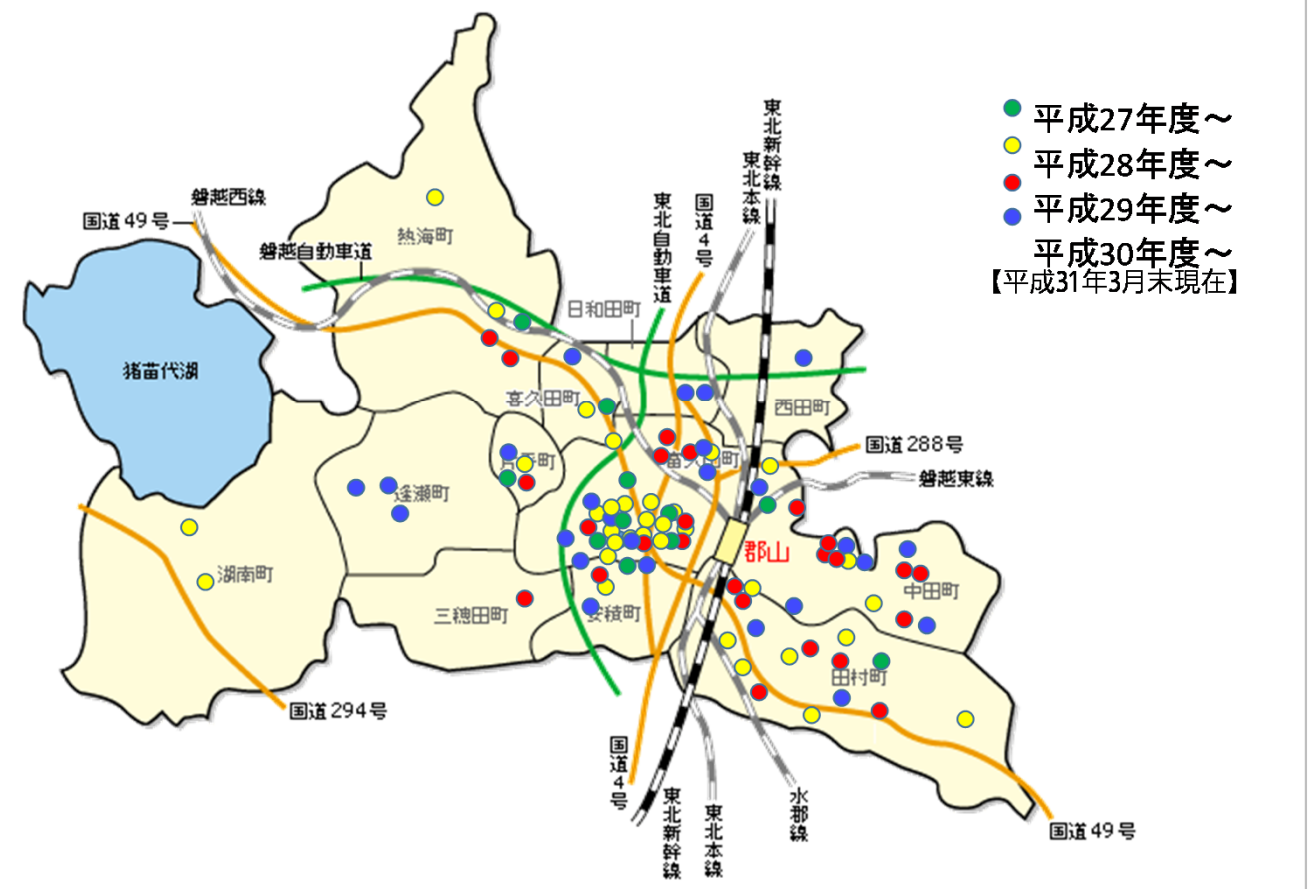 東北新幹線
平成27年度～
平成28年度～
平成29年度～
平成30年度～
【平成31年3月末現在】
東北本線
国道4号
東北自動車道
磐越西線
国道49号
磐越自動車道
熱海町
日和田町
猪苗代湖
喜久田町
西田町
国道288号
富久山町
片平町
磐越東線
逢瀬町
郡山
湖南町
中田町
三穂田町
安積町
田村町
国道294号
国道4号
東北新幹線
東北本線
水郡線
国道49号